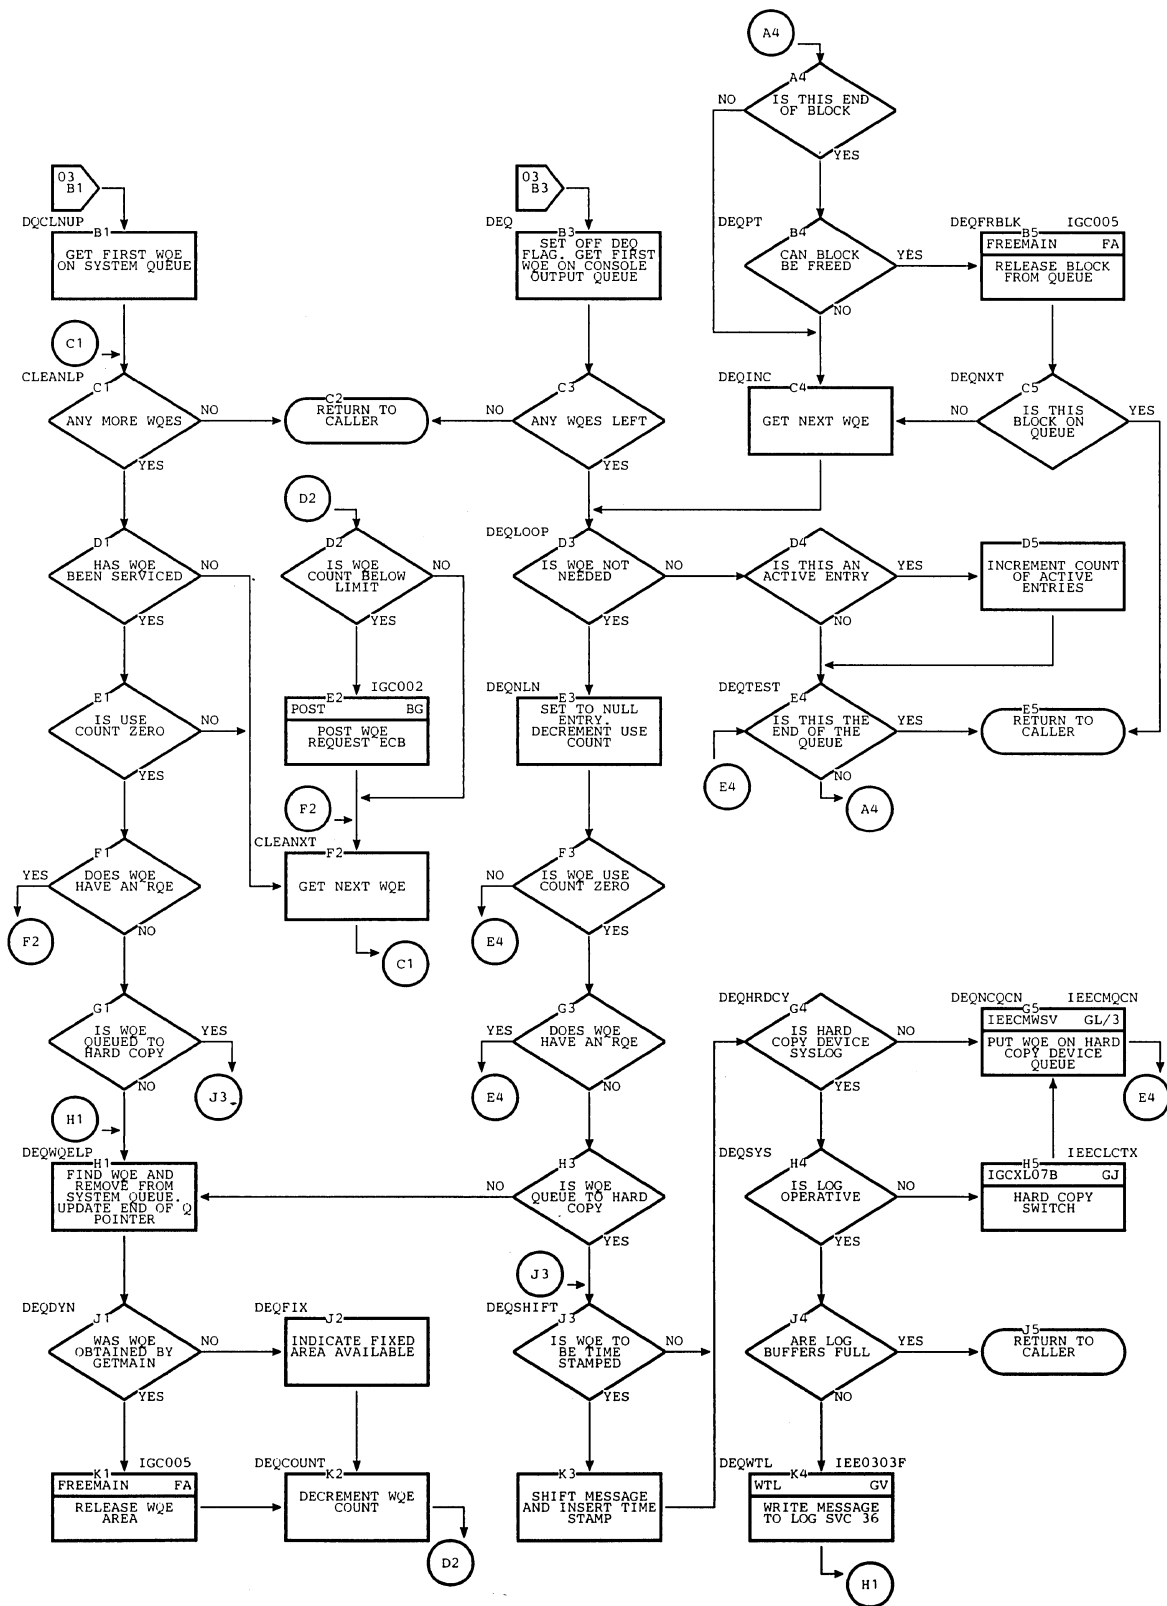 A4
A4
IS THIS END
OF BLOCK
NO
YES
03
B1
DQCLNUP
B1
GET FIRST WQE
ON SYSTEM QUEUE
03
B3
DEQ
B3
SET OFF DEQ
FLAG. GET FIRST
WQE ON CONSOLE
OUTPUT QUEUE
DEQPT
B4
CAN BLOCK
BE FREED
YES
NO
DEQFRBLK
IGC005
B5
FREEMAIN FA
RELEASE BLOCK
FROM QUEUE
C1
CLEANLP
C1
ANY MORE WQES
NO
YES
C2
RETURN TO
CALLER
C3
ANY WQES LEFT
NO
YES
DEQINC
C4
GET NEXT WQE
DEQNXT
C5
IS THIS
BLOCK ON
QUEUE
NO
YES
D1
HAS WQE
BEEN SERVICED
NO
YES
D2
D2
IS WQE
COUNT BELOW
LIMIT
NO
YES
DEQLOOP
D3
IS WQE NOT
NEEDED
NO
YES
D4
IS THIS AN
ACTIVE ENTRY
YES
NO
D5
INCREMENT COUNT
OF ACTIVE
ENTRIES
E1
IS USE
COUNT ZERO
NO
YES
IGC002
E2
POST BG
POST WQE
REQUEST ECB
DEQNLN
E3
SET TO NULL
ENTRY.
DECREMENT USE
COUNT
DEQTEST
E4
IS THIS THE
END OF THE
QUEUE
YES
NO
E4
A4
E5
RETURN TO
CALLER
F1
DOES WQE
HAVE AN RQE
YES
NO
F2
F2
CLEANXT
F2
GET NEXT WQE
C1
F3
IS WQE USE
COUNT ZERO
NO
YES
E4
G1
IS WQE
QUEUED TO
HARD COPY
YES
NO
J3
G3
DOES WQE
HAVE AN RQE
YES
NO
E4
DEQHRDCY
G4
IS HARD
COPY DEVICE
SYSLOG
NO
YES
DEQNCQCN
IEECMQCN
G5
IEECMWSV GL/3
PUT WQE ON HARD
COPY DEVICE
QUEUE
E4
H1
DEQWQELP
H1
FIND WQE AND
REMOVE FROM
SYSTEM QUEUE.
UPDATE END OF Q
POINTER
H3
IS WQE
QUEUE TO HARD
COPY
NO
YES
DEQSYS
H4
IS LOG
OPERATIVE
NO
YES
IEECLCTX
H5
IGCXL07B GJ
HARD COPY
SWITCH
DEQDYN
J1
WAS WQE
OBTAINED BY
GETMAIN
NO
YES
DEQFIX
J2
INDICATE FIXED
AREA AVAILABLE
J3
DEQSHIFT
J3
IS WQE TO
BE TIME
STAMPED
NO
YES
J4
ARE LOG
BUFFERS FULL
YES
NO
J5
RETURN TO
CALLER
IGC005
K1
FREEMAIN FA
RELEASE WQE
AREA
DEQCOUNT
K2
DECREMENT WQE
COUNT
D2
K3
SHIFT MESSAGE
AND INSERT TIME
STAMP
DEQWTL
IEE0303F
K4
WTL GV
WRITE MESSAGE
TO LOG SVC 36
H1